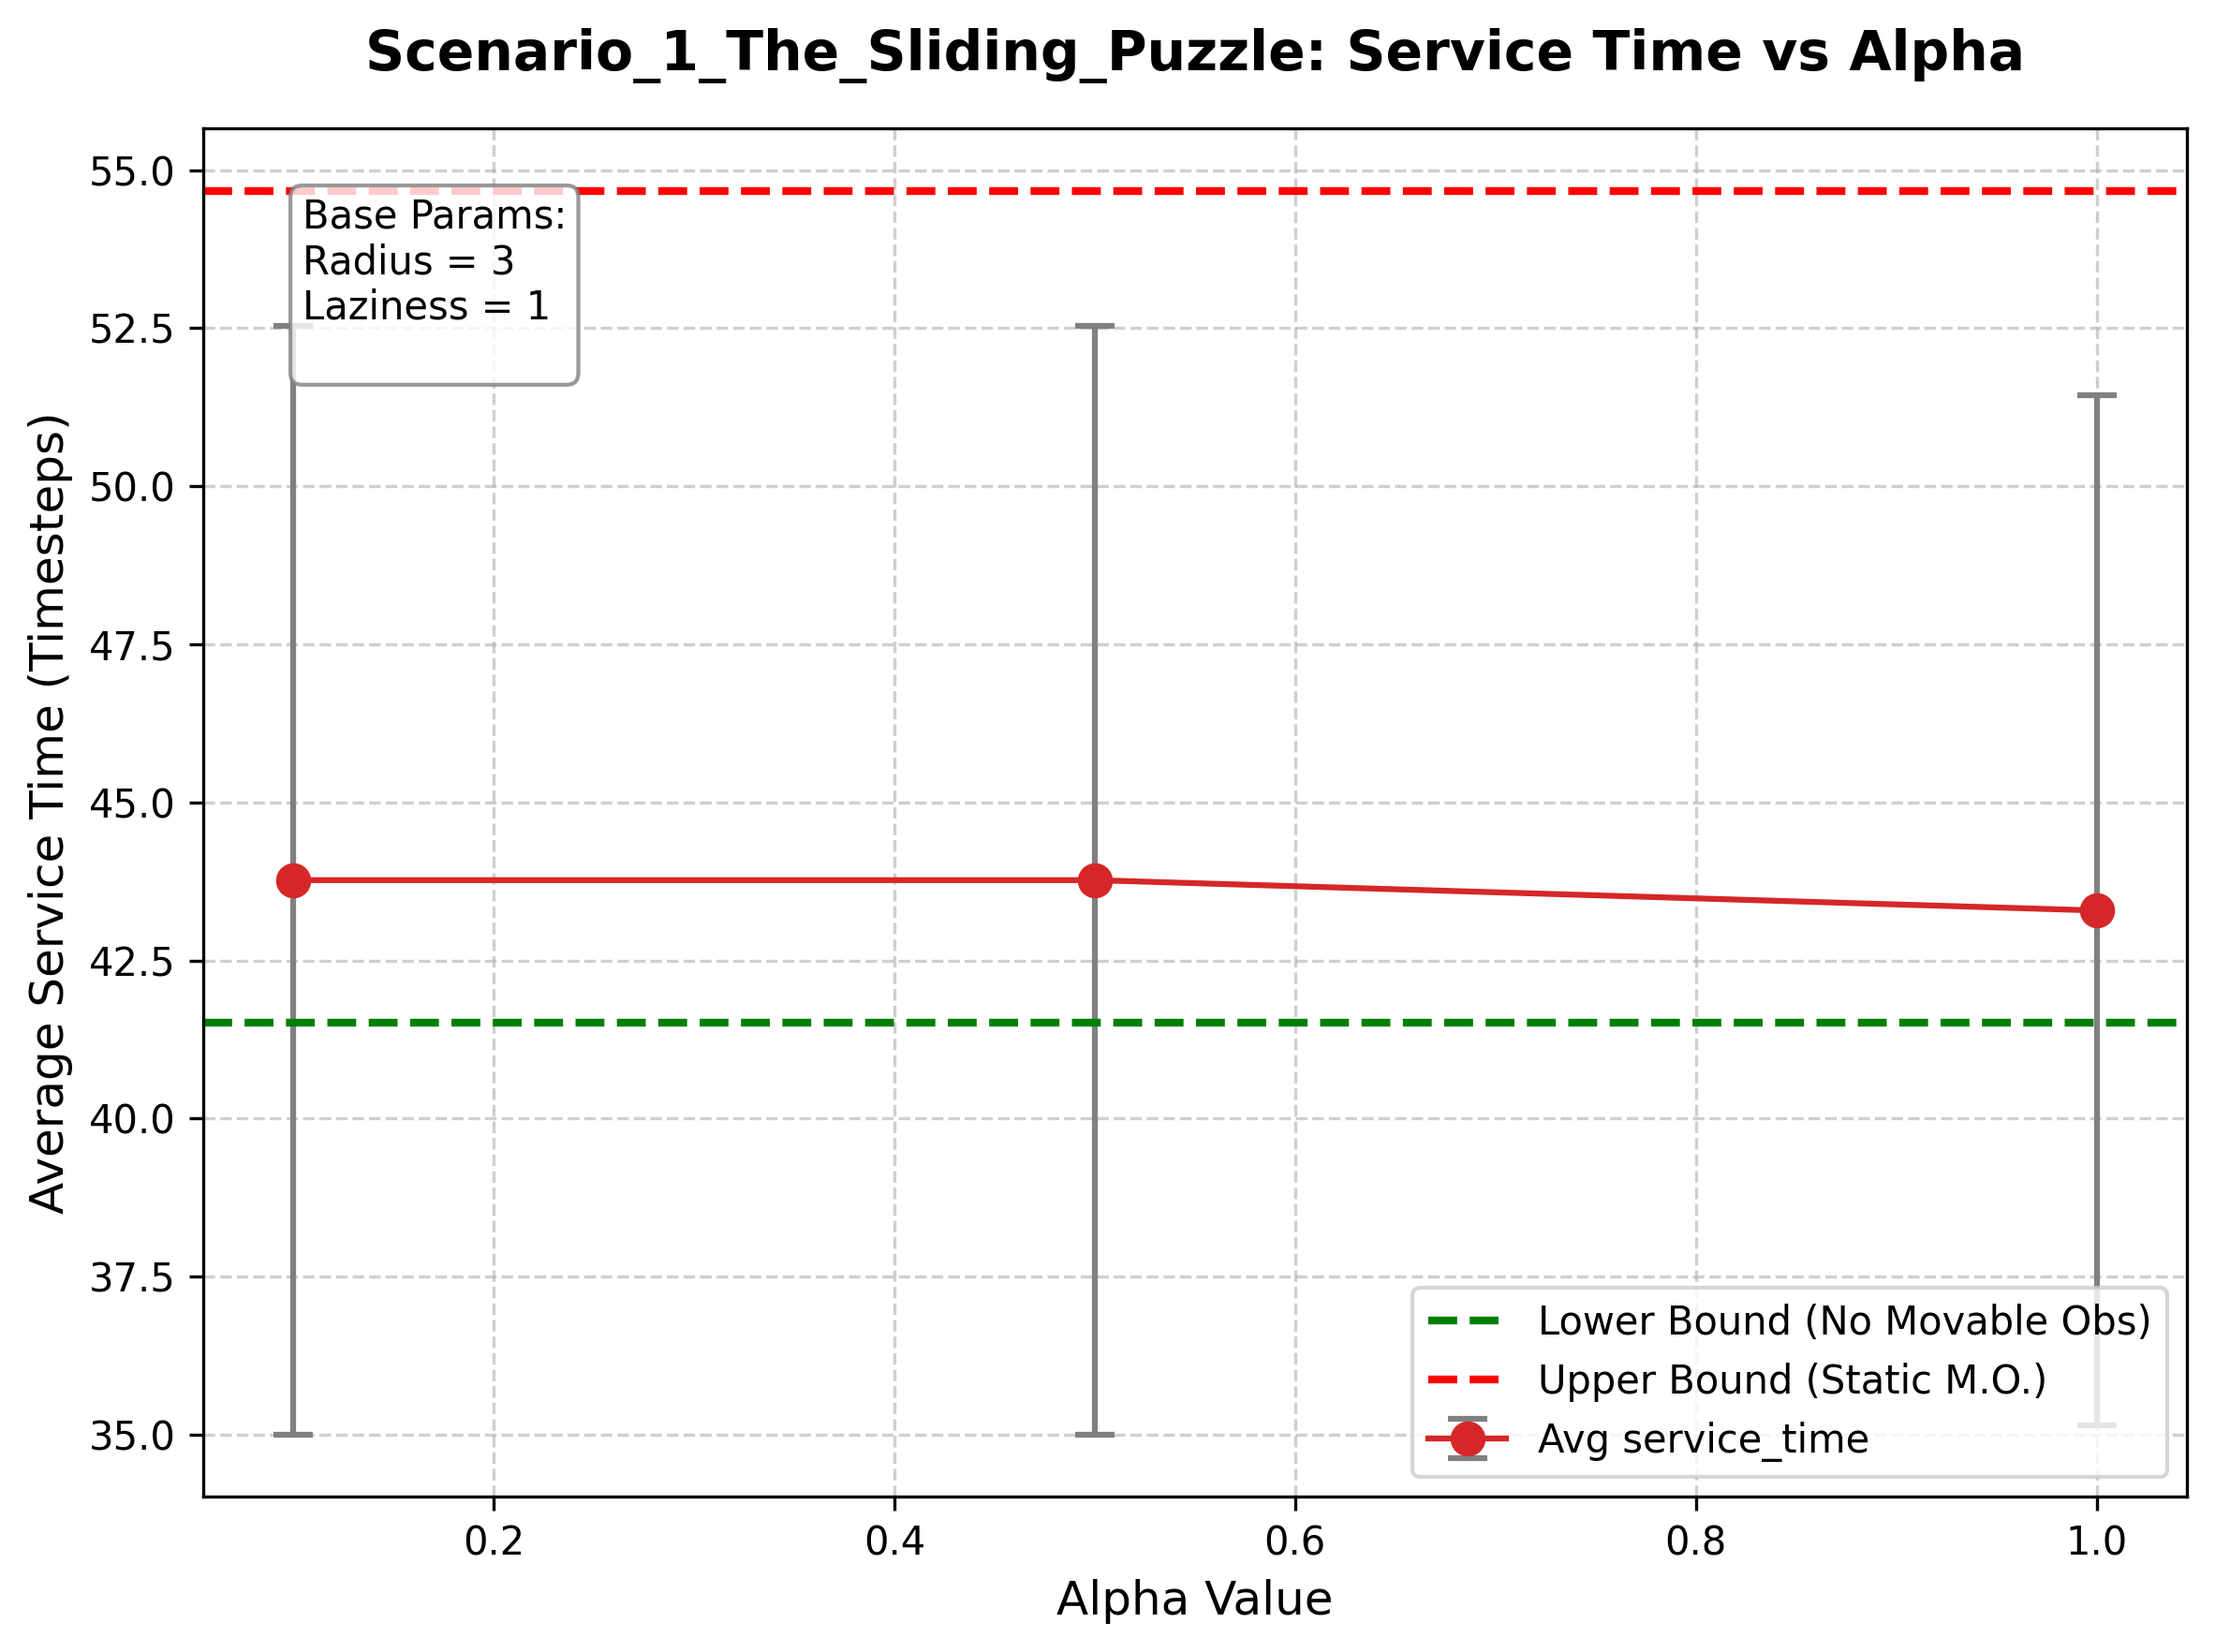 Scenario_1_The_Sliding_Puzzle: Service Time vs Alpha
Average Service Time (Timesteps)
55.0
52.5
50.0
47.5
45.0
42.5
40.0
37.5
35.0
Base Params:
Radius = 3
Laziness = 1
Lower Bound (No Movable Obs)
Upper Bound (Static M.O.)
Avg service_time
0.2 0.4 0.6 0.8 1.0
Alpha Value